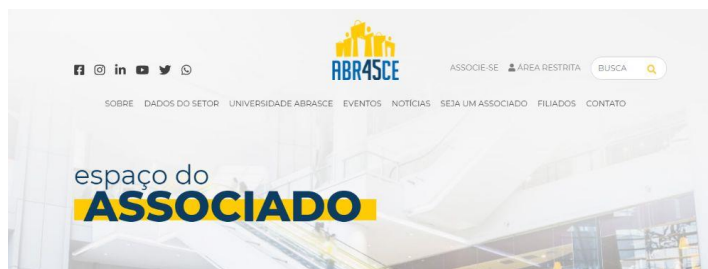 ABR45CE
ASSOCIE-SE ÁREA RESTRITA BUSCA
SOBRE DADOS DO SETOR UNIVERSIDADE ABRASCE EVENTOS NOTÍCIAS SEJA UM ASSOCIADO FILIADOS CONTATO
espaço do
ASSOCIADO